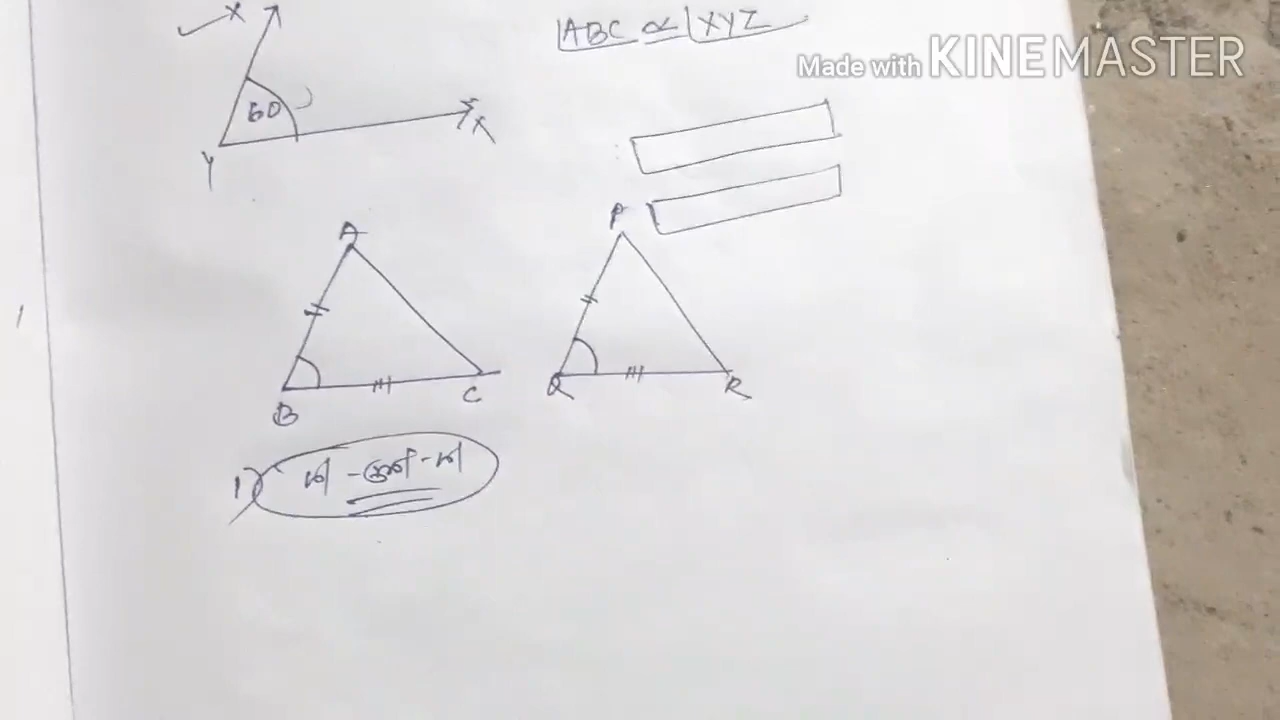 X
∠ABC ≅ ∠XYZ
Made with KINEMASTER
60
Y
A
P
B
C
Q
R
1)